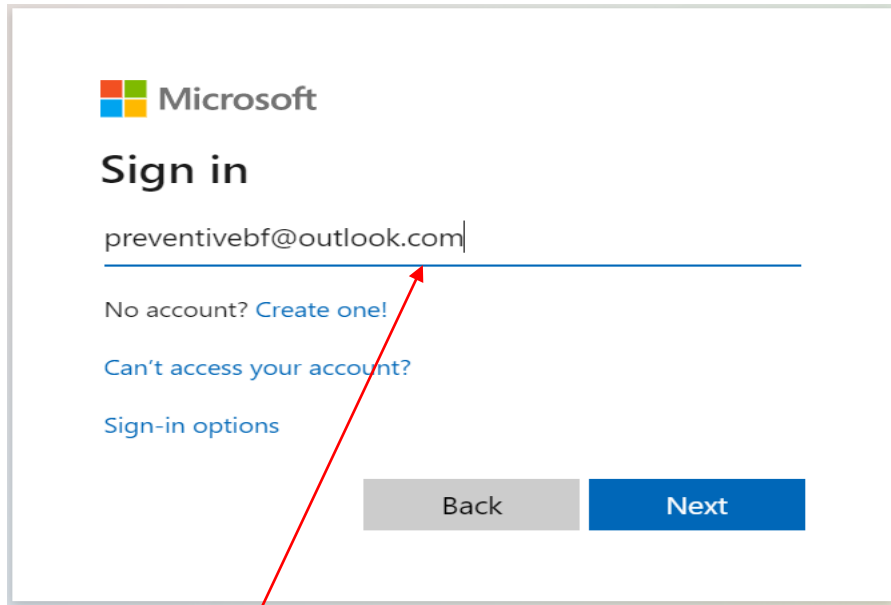 Microsoft
Sign in
preventivebf@outlook.com
No account? Create one!
Can't access your account?
Sign-in options
Back Next